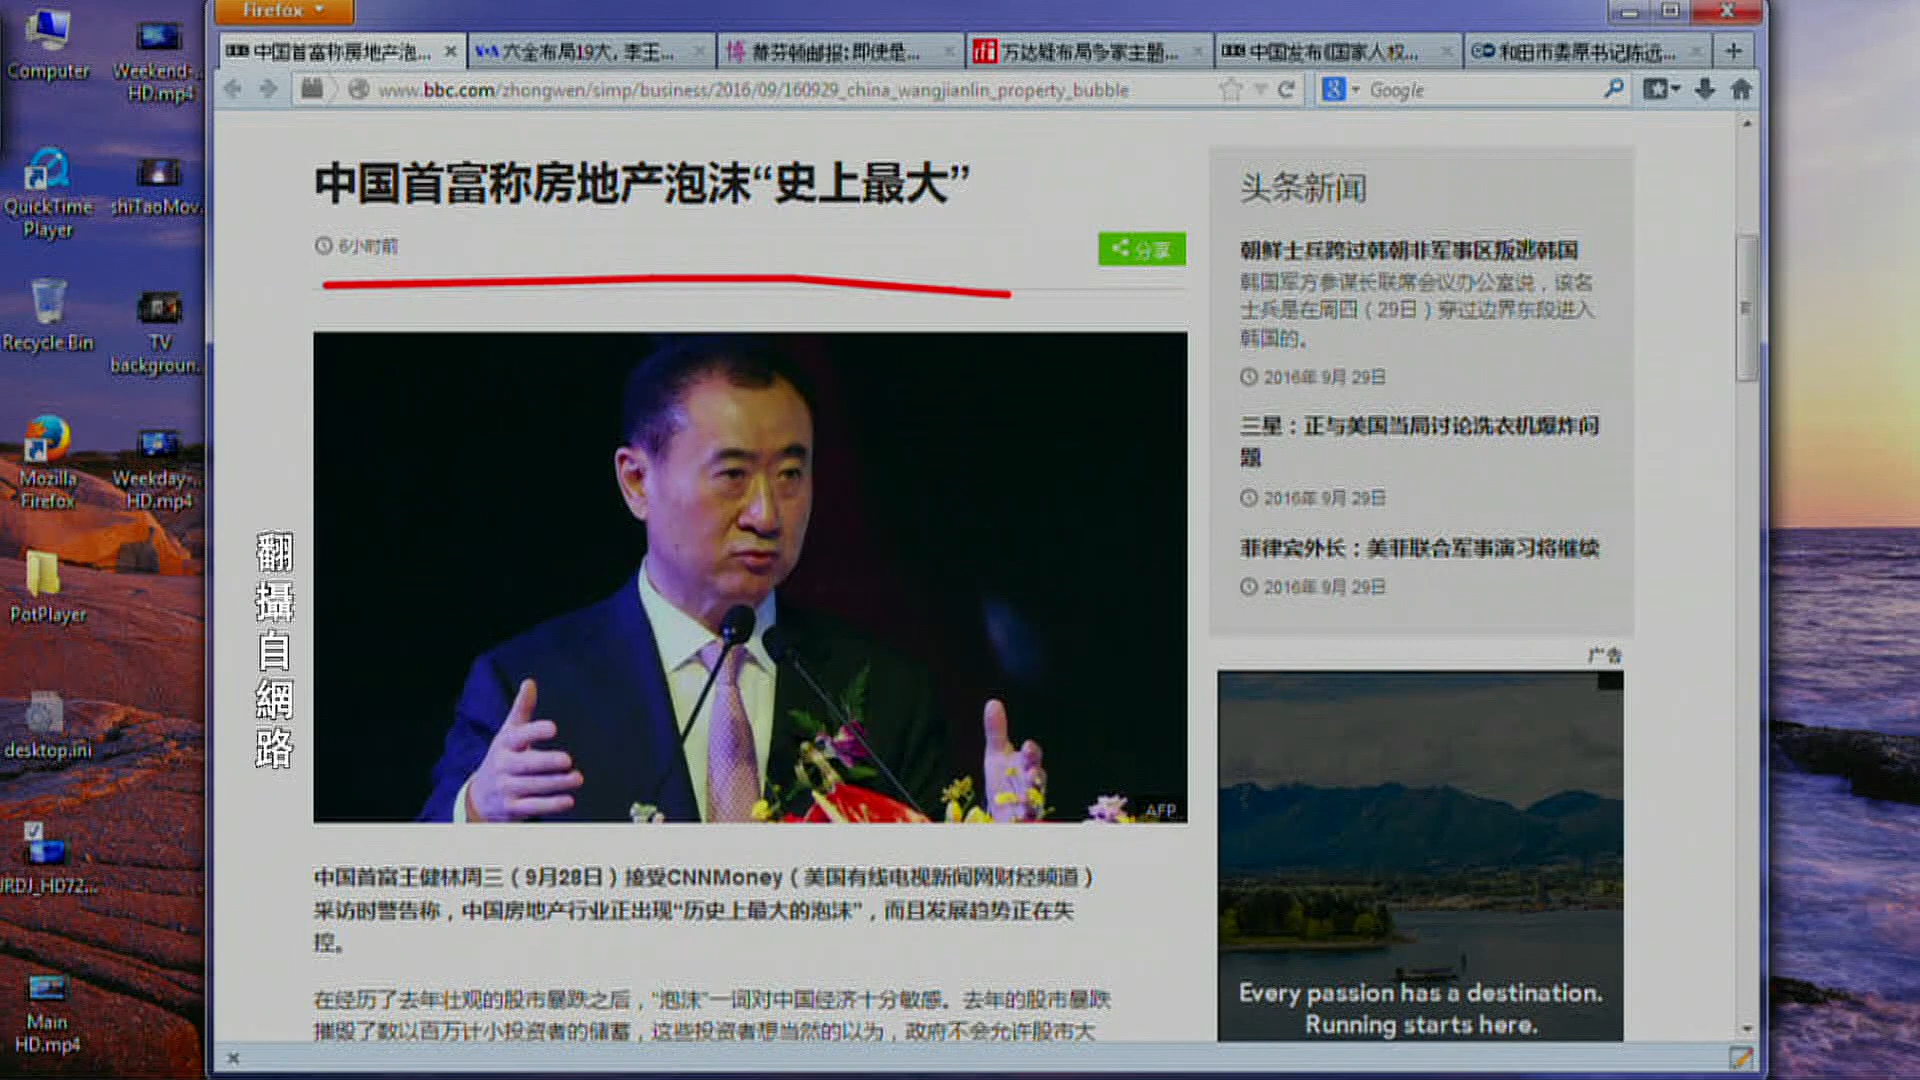 Firefox
中国首富称房地产泡...
VOA 六全布局19大，李王...
博 赫芬顿邮报：即使是...
rfi 万达疑布局多家主题...
中国发布《国家人权...
和田市委原书记陈远...
www.bbc.com/zhongwen/simp/business/2016/09/160929_china_wangjianlin_property_bubble
Google
Computer
Weekend-...
HD.mp4
QuickTime
Player
shiTaoMov...
Recycle Bin
TV
backgroun...
Mozilla
Firefox
Weekday-...
HD.mp4
PotPlayer
desktop.ini
JRDJ_HD72...
Main
HD.mp4
翻攝自網路
中国首富称房地产泡沫“史上最大”
6小时前
分享
AFP
中国首富王健林周三（9月28日）接受CNNMoney（美国有线电视新闻网财经频道）
采访时警告称，中国房地产行业正出现“历史上最大的泡沫”，而且发展趋势正在失
控。
在经历了去年壮观的股市暴跌之后，“泡沫”一词对中国经济十分敏感。去年的股市暴跌
摧毁了数以百万计小投资者的储蓄，这些投资者想当然的以为，政府不会允许股市大
头条新闻
朝鲜士兵跨过韩朝非军事区叛逃韩国
韩国军方参谋长联席会议办公室说，该名
士兵是在周四（29日）穿过边界东段进入
韩国的。
2016年 9月 29日
三星：正与美国当局讨论洗衣机爆炸问
题
2016年 9月 29日
菲律宾外长：美菲联合军事演习将继续
2016年 9月 29日
广告
Every passion has a destination.
Running starts here.